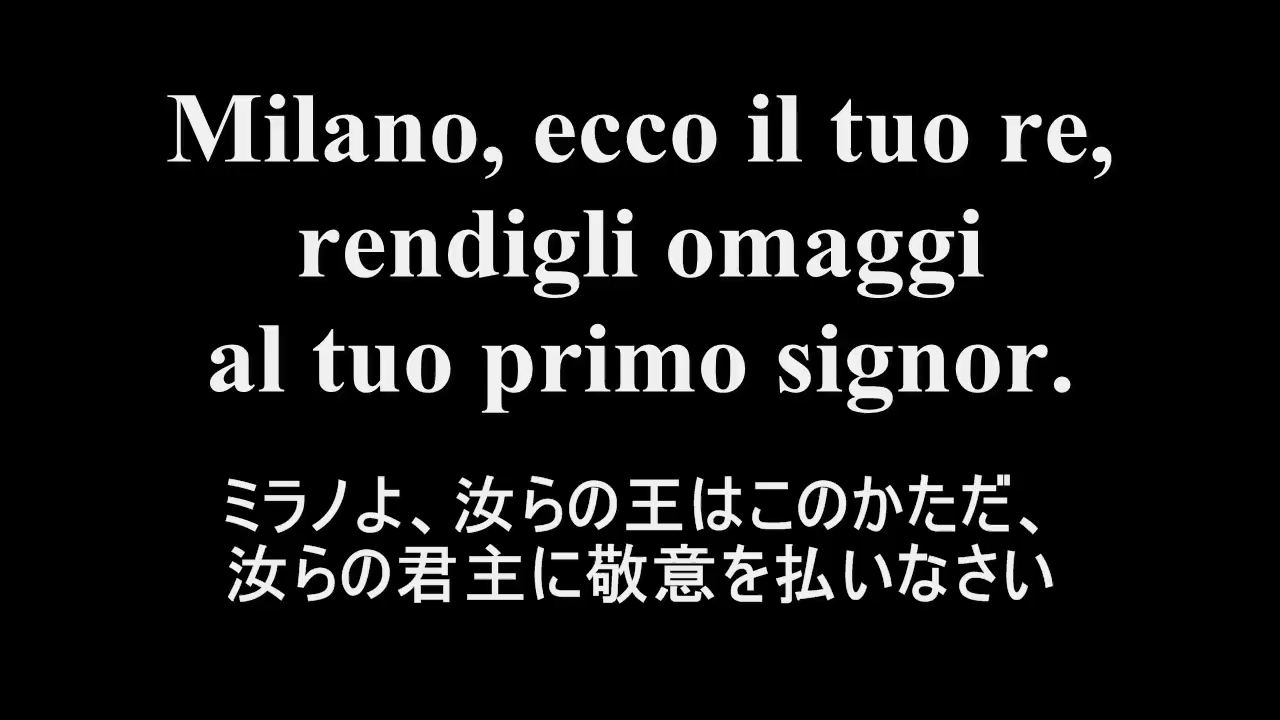 Milano, ecco il tuo re,
rendigli omaggi
al tuo primo signor.
ミラノよ、汝らの王はこのかただ、
汝らの君主に敬意を払いなさい